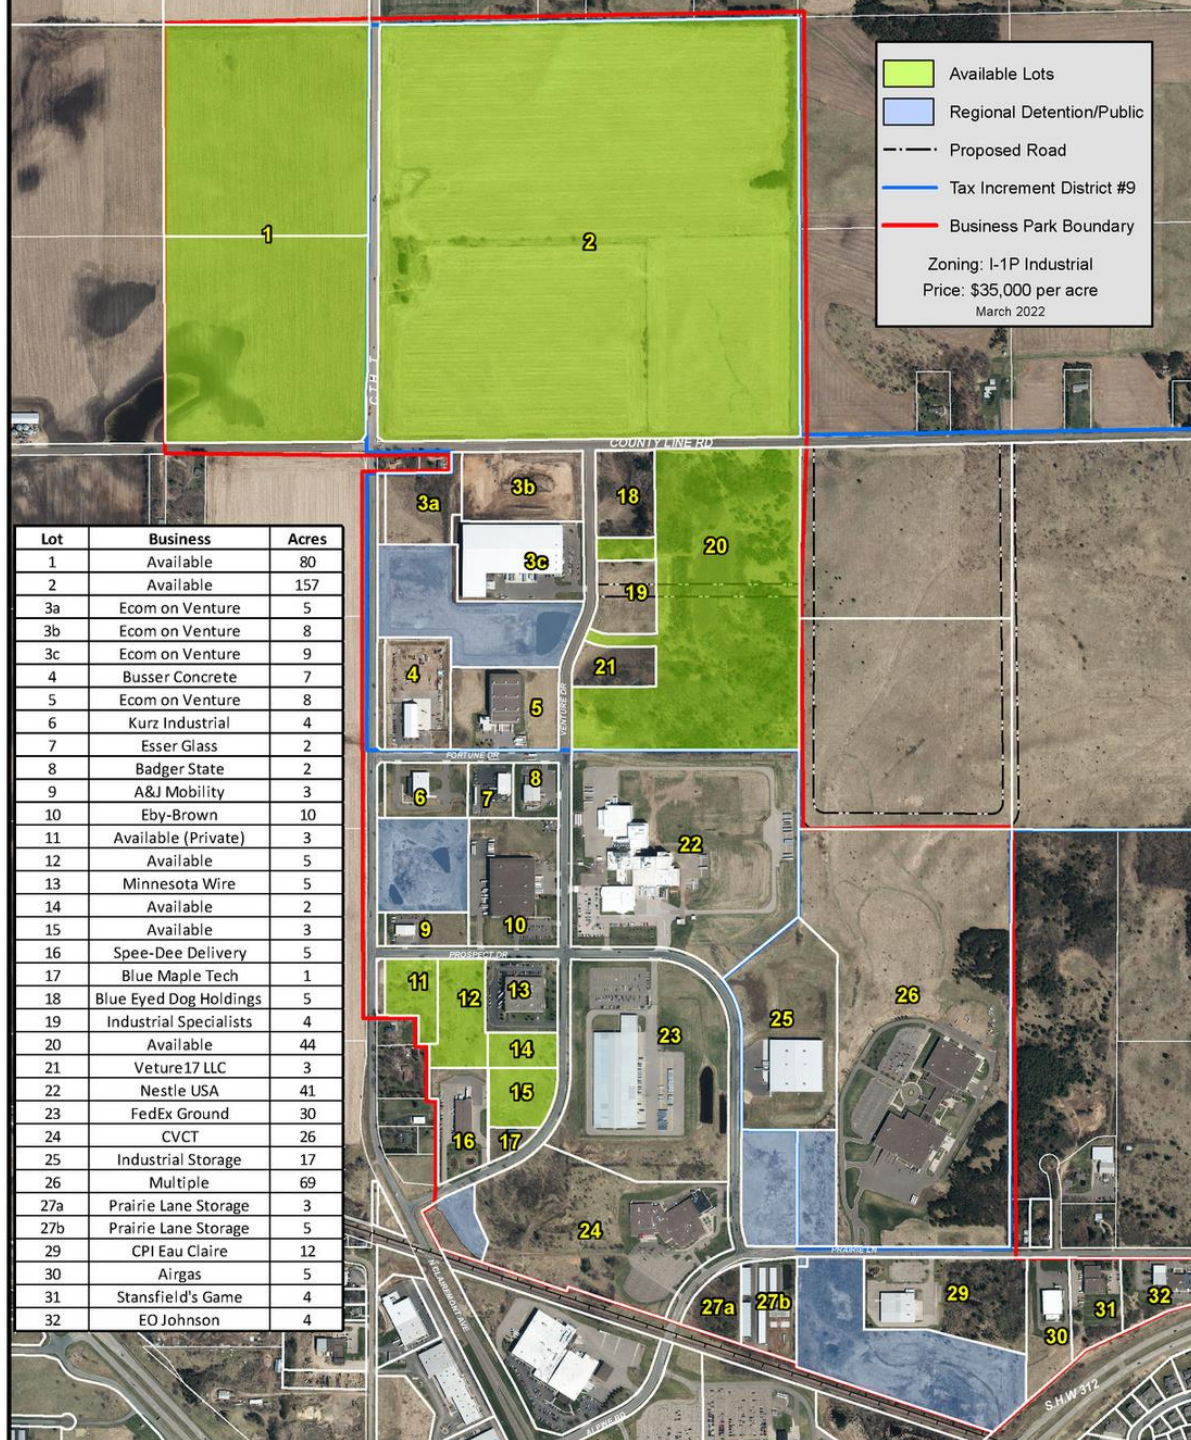 Available Lots
Regional Detention/Public
Proposed Road
Tax Increment District #9
Business Park Boundary
Zoning: I-1P Industrial
Price: $35,000 per acre
March 2022
1
2
CTH T
COUNTY LINE RD
3a
3b
18
3c
20
19
4
21
5
VENTURE DR
FORTUNE DR
6
7
8
22
9
10
PROSPECT DR
11
12
13
26
25
23
14
15
16
17
24
PRAIRIE LN
N CLAIREMONT AVE
27a
27b
29
30
31
32
S.H.W 312
ALPINE RD
Lot Business Acres
1 Available 80
2 Available 157
3a Ecom on Venture 5
3b Ecom on Venture 8
3c Ecom on Venture 9
4 Busser Concrete 7
5 Ecom on Venture 8
6 Kurz Industrial 4
7 Esser Glass 2
8 Badger State 2
9 A&J Mobility 3
10 Eby-Brown 10
11 Available (Private) 3
12 Available 5
13 Minnesota Wire 5
14 Available 2
15 Available 3
16 Spee-Dee Delivery 5
17 Blue Maple Tech 1
18 Blue Eyed Dog Holdings 5
19 Industrial Specialists 4
20 Available 44
21 Veture17 LLC 3
22 Nestle USA 41
23 FedEx Ground 30
24 CVCT 26
25 Industrial Storage 17
26 Multiple 69
27a Prairie Lane Storage 3
27b Prairie Lane Storage 5
29 CPI Eau Claire 12
30 Airgas 5
31 Stansfield's Game 4
32 EO Johnson 4